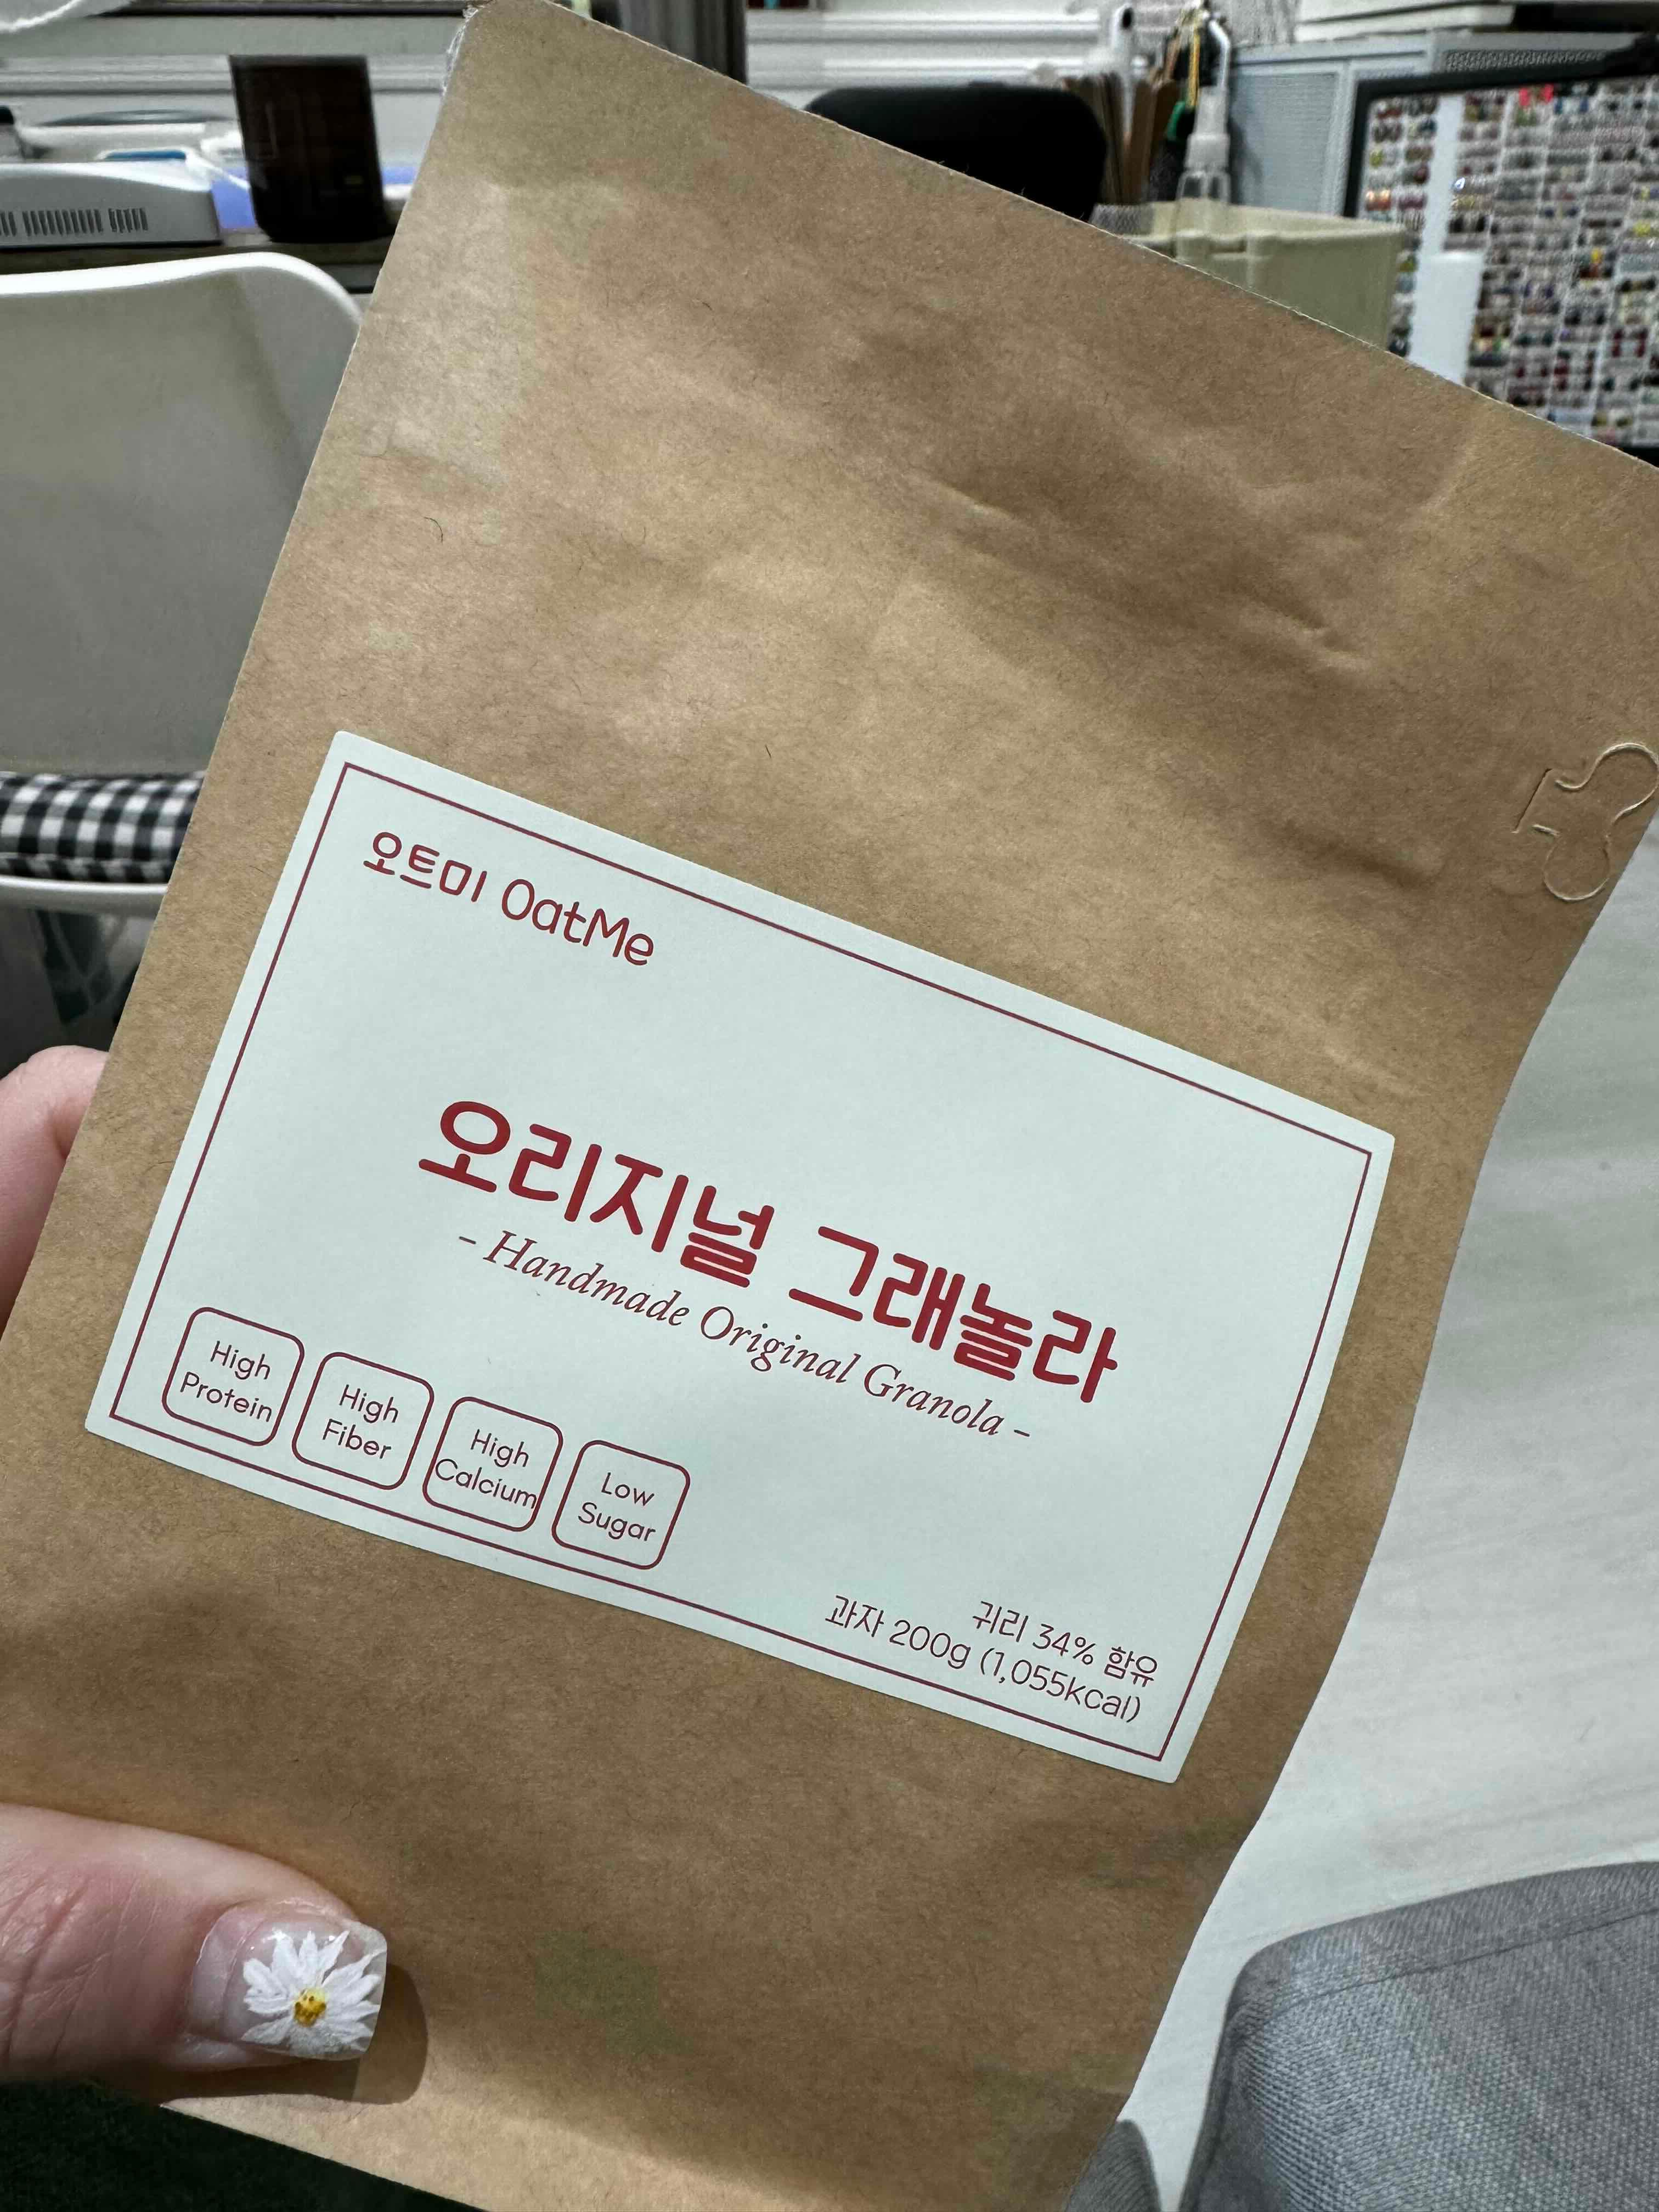 오트미 OatMe
오리지널 그래놀라
- Handmade Original Granola -
High
Protein
High
Fiber
High
Calcium
Low
Sugar
귀리 34% 함유
과자 200g (1,055kcal)